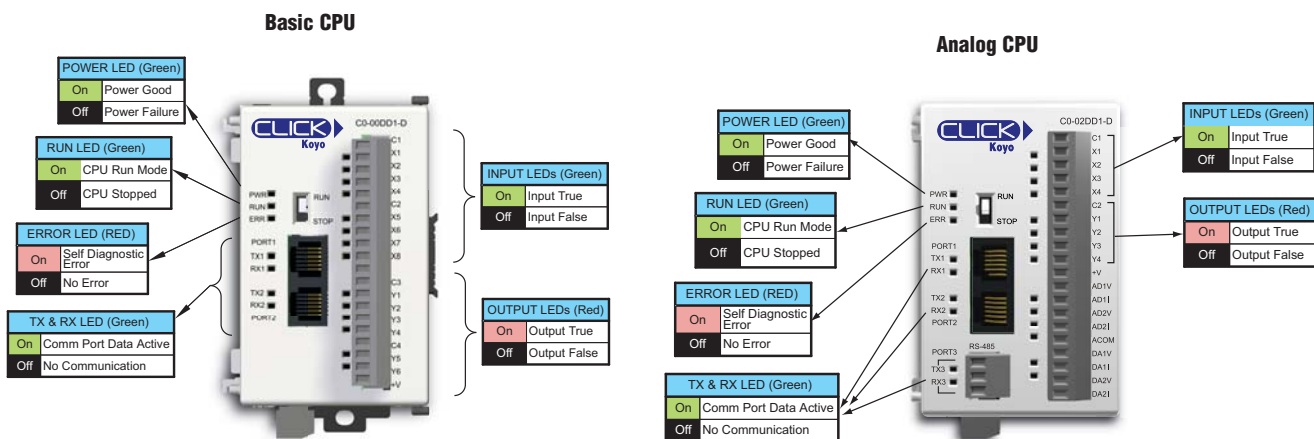 Basic CPU
POWER LED (Green)
On Power Good
Off Power Failure
RUN LED (Green)
On CPU Run Mode
Off CPU Stopped
ERROR LED (RED)
On Self Diagnostic
Error
Off No Error
TX & RX LED (Green)
On Comm Port Data Active
Off No Communication
CLICK
Koyo
C0-00DD1-D
PWR
RUN
ERR
RUN
STOP
PORT1
TX1
RX1
TX2
RX2
PORT2
C1
X1
X2
X3
X4
C2
X5
X6
X7
X8
C3
Y1
Y2
Y3
Y4
C4
Y5
Y6
+V
INPUT LEDs (Green)
On Input True
Off Input False
OUTPUT LEDs (Red)
On Output True
Off Output False
Analog CPU
POWER LED (Green)
On Power Good
Off Power Failure
RUN LED (Green)
On CPU Run Mode
Off CPU Stopped
ERROR LED (RED)
On Self Diagnostic
Error
Off No Error
TX & RX LED (Green)
On Comm Port Data Active
Off No Communication
CLICK
Koyo
C0-02DD1-D
PWR
RUN
ERR
RUN
STOP
PORT1
TX1
RX1
TX2
RX2
PORT2
PORT3
RS-485
TX3
RX3
C1
X1
X2
X3
X4
C2
Y1
Y2
Y3
Y4
+V
AD1V
AD1I
AD2V
AD2I
ACOM
DA1V
DA1I
DA2V
DA2I
INPUT LEDs (Green)
On Input True
Off Input False
OUTPUT LEDs (Red)
On Output True
Off Output False